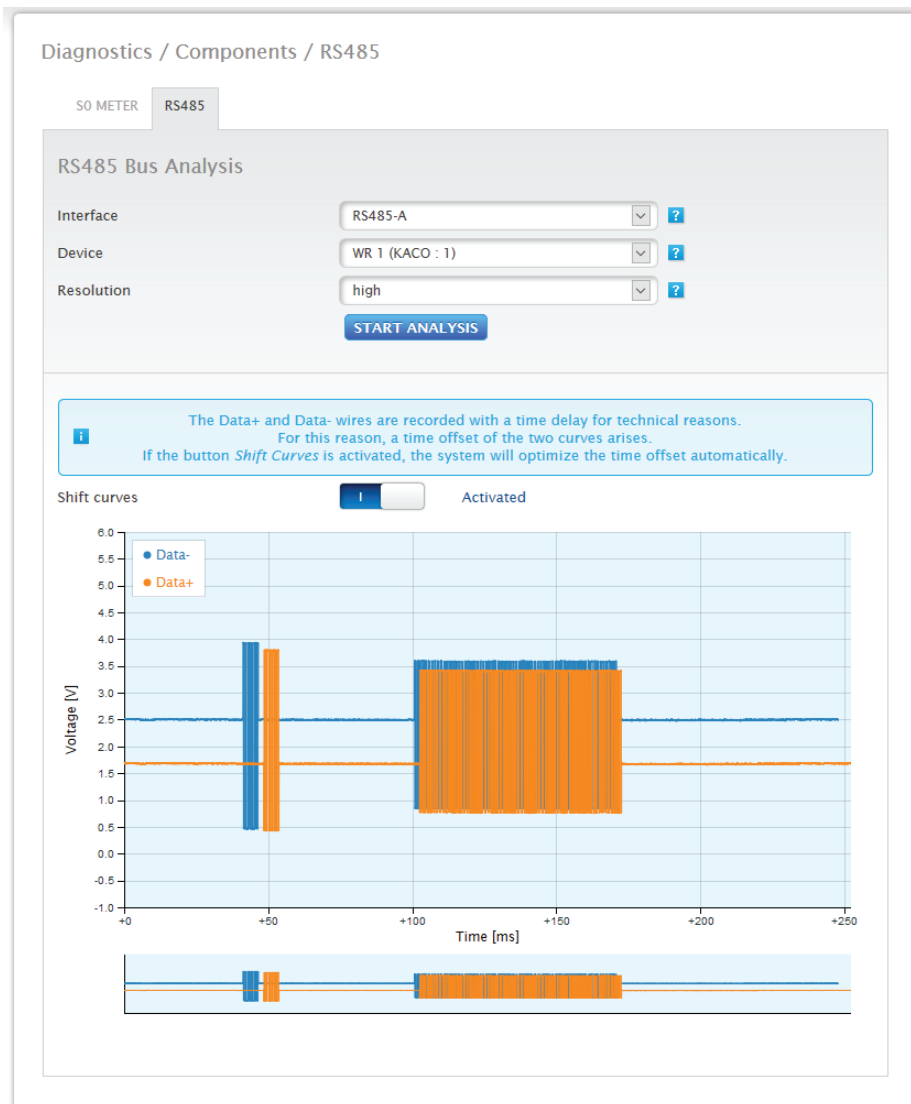 Diagnostics / Components / RS485
S0 METER RS485
RS485 Bus Analysis
Interface RS485-A ?
Device WR 1 (KACO : 1) ?
Resolution high ?
START ANALYSIS
i
The Data+ and Data- wires are recorded with a time delay for technical reasons.
For this reason, a time offset of the two curves arises.
If the button Shift Curves is activated, the system will optimize the time offset automatically.
Shift curves I Activated
6.0
5.5
5.0
4.5
4.0
3.5
3.0
2.5
2.0
1.5
1.0
0.5
0.0
-0.5
-1.0
Voltage [V]
Data-
Data+
+0 +50 +100 +150 +200 +250
Time [ms]